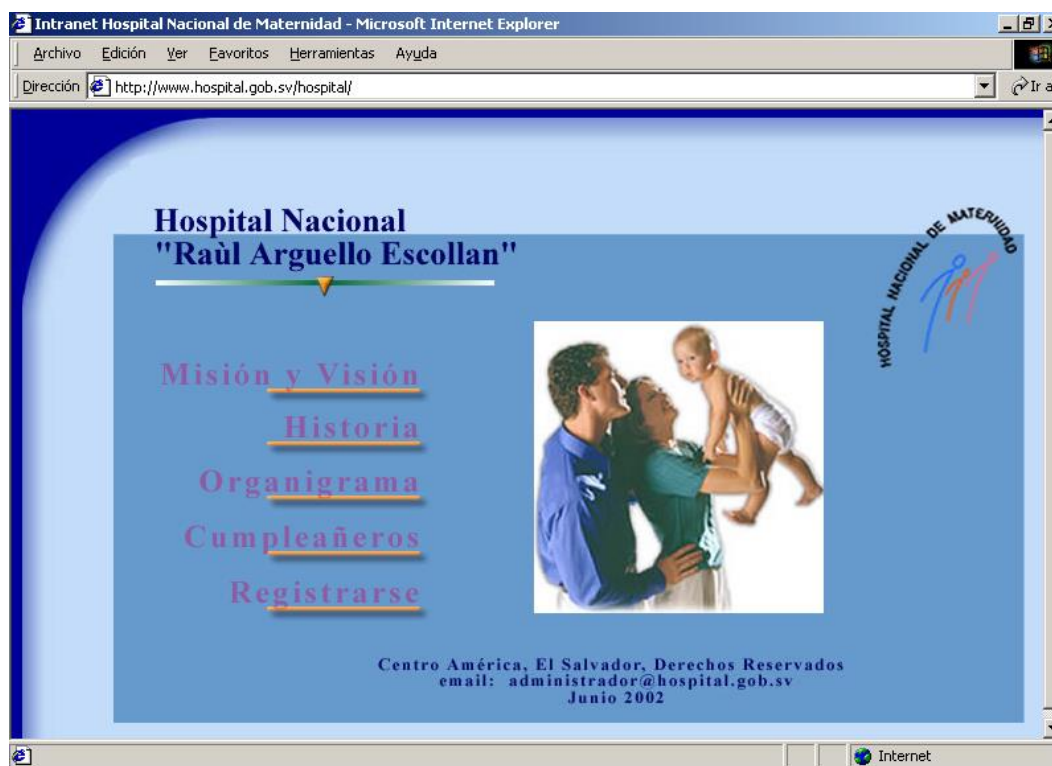 Intranet Hospital Nacional de Maternidad - Microsoft Internet Explorer
Archivo Edición Ver Favoritos Herramientas Ayuda
Dirección http://www.hospital.gob.sv/hospital/ Ir a
Hospital Nacional
"Raùl Arguello Escollan"
HOSPITAL NACIONAL DE MATERNIDAD
Misión y Visión
Historia
Organigrama
Cumpleañeros
Registrarse
Centro América, El Salvador, Derechos Reservados
email: administrador@hospital.gob.sv
Junio 2002
Internet